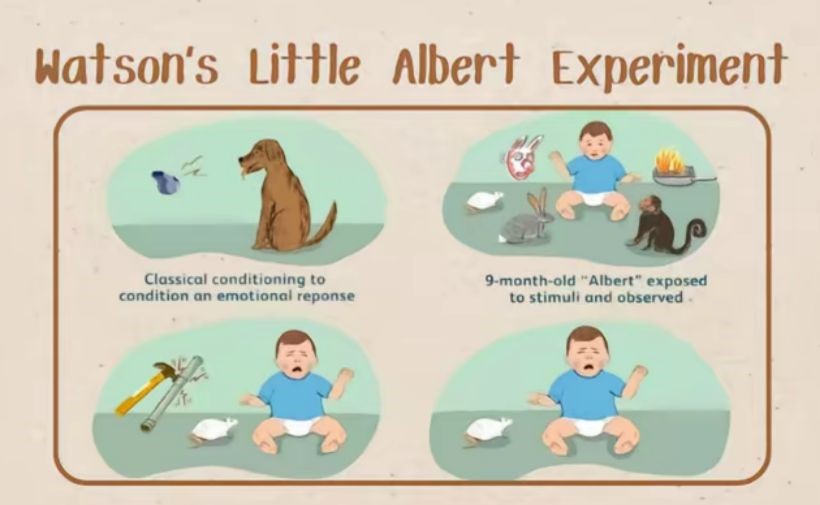 Watson's Little Albert Experiment
Classical conditioning to
condition an emotional reponse
9-month-old "Albert" exposed
to stimuli and observed